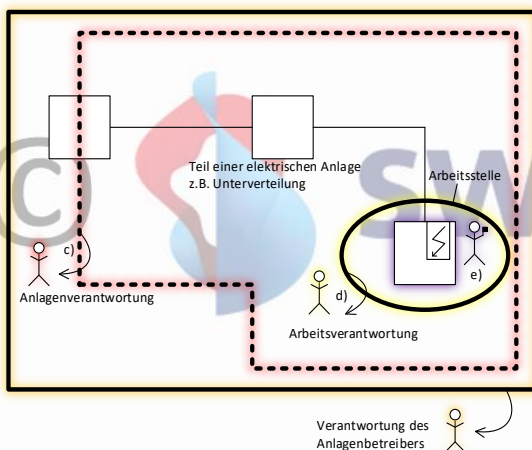 Teil einer elektrischen Anlage
z.B. Unterverteilung
Arbeitsstelle
c)
e)
Anlagenverantwortung
d)
Arbeitsverantwortung
Verantwortung des
Anlagenbetreibers
©
sw